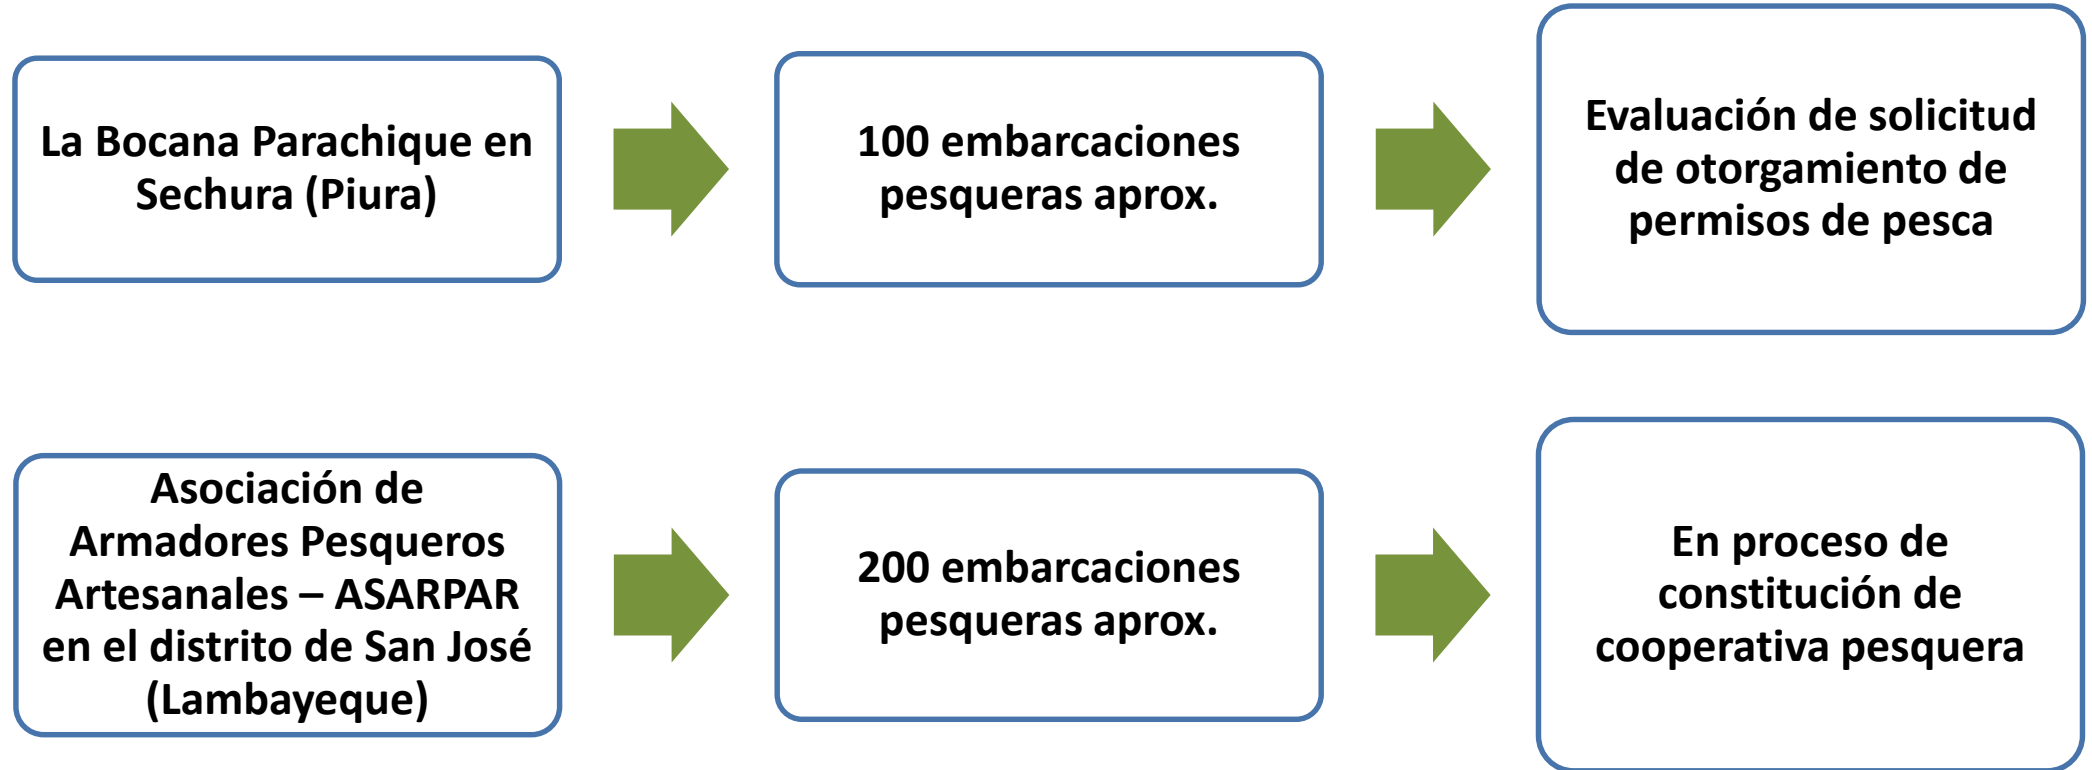 La Bocana Parachique en
Sechura (Piura)
100 embarcaciones
pesqueras aprox.
Evaluación de solicitud
de otorgamiento de
permisos de pesca
Asociación de
Armadores Pesqueros
Artesanales – ASARPAR
en el distrito de San José
(Lambayeque)
200 embarcaciones
pesqueras aprox.
En proceso de
constitución de
cooperativa pesquera